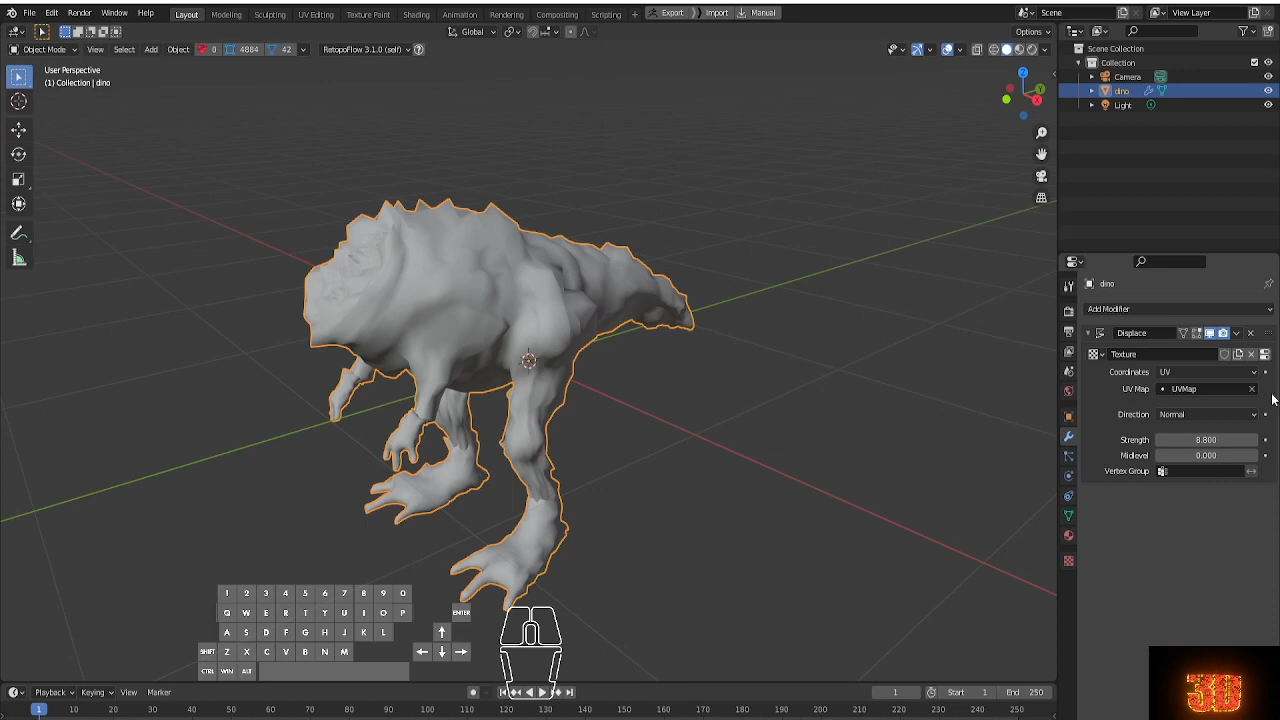 File Edit Render Window Help Layout Modeling Sculpting UV Editing Texture Paint Shading Animation Rendering Compositing Scripting + Export Import Manual Scene View Layer
Global Options
Object Mode View Select Add Object 0 4884 42 RetopoFlow 3.1.0 (self)
User Perspective
(1) Collection | dino
Scene Collection
Collection
Camera
dino
Light
dino
Add Modifier
Displace
Texture
Coordinates UV
UV Map UVMap
Direction Normal
Strength 8.800
Midlevel 0.000
Vertex Group
Z
Y
X
1 2 3 4 5 6 7 8 9 0
Q W E R T Y U I O P ENTER
A S D F G H J K L
SHIFT Z X C V B N M
CTRL WIN ALT
Playback Keying View Marker 1 Start 1 End 250
1 10 20 30 40 50 60 70 80 90 100 110 120 130 140 150 160 170 180 190 200 210 220 230 240 250
3D